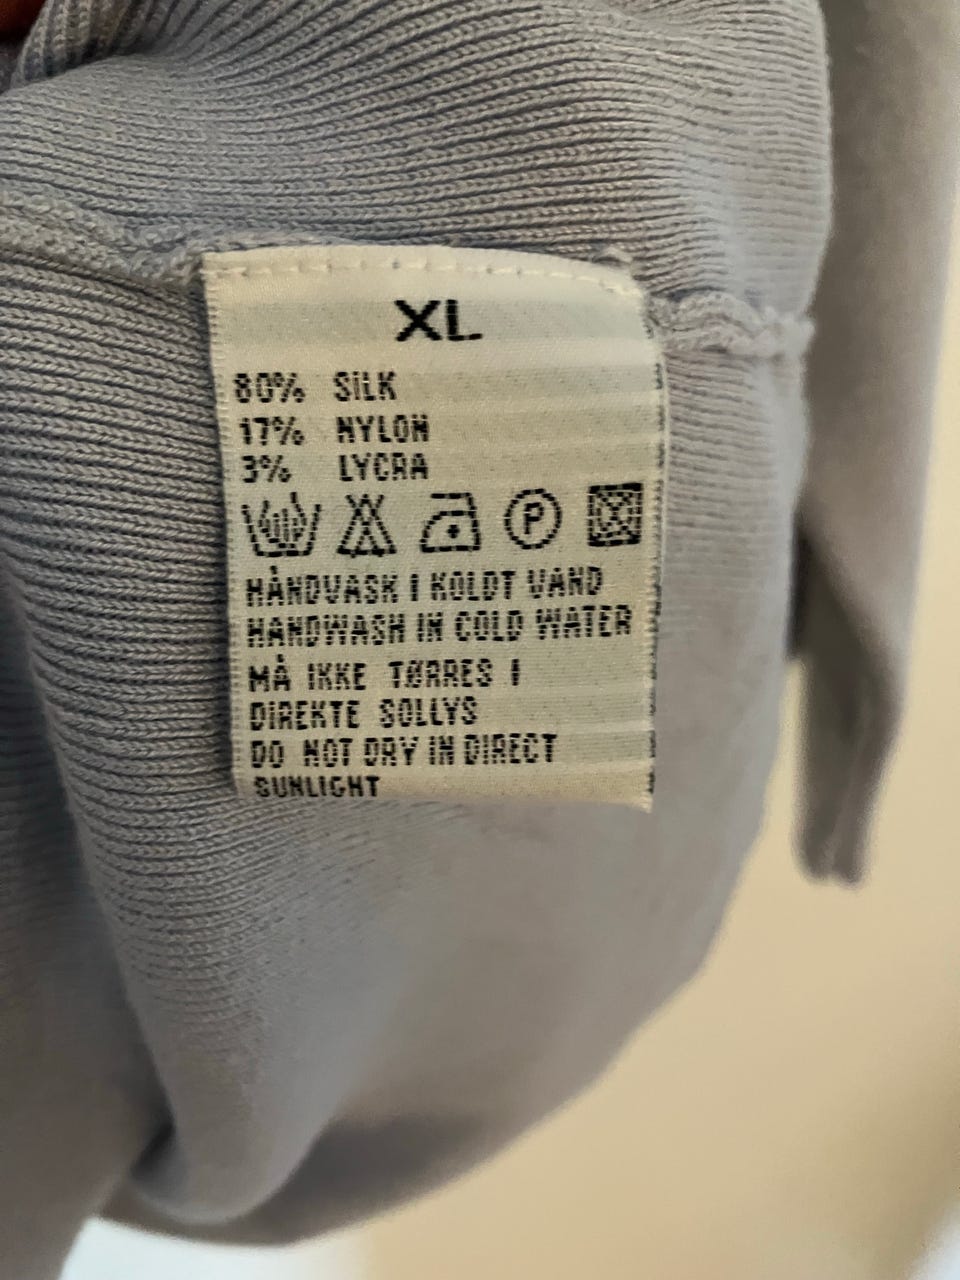 XL
80% SILK
17% NYLON
3% LYCRA
P
HÅNDVASK I KOLDT VAND
HANDWASH IN COLD WATER
MÅ IKKE TØRRES I
DIREKTE SOLLYS
DO NOT DRY IN DIRECT
SUNLIGHT